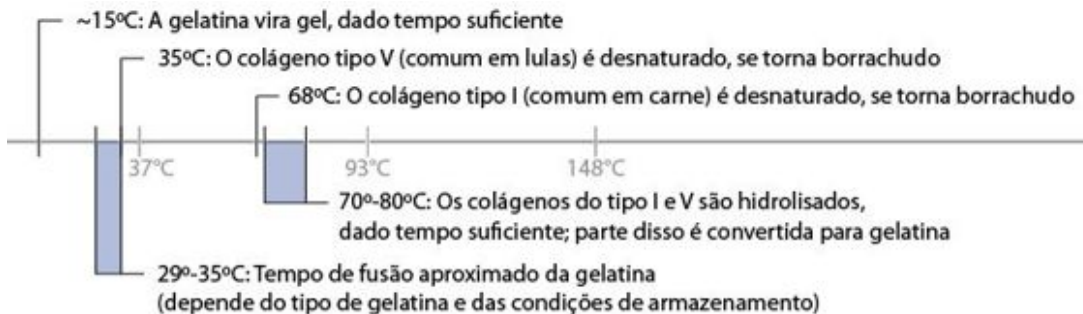 ~15ºC: A gelatina vira gel, dado tempo suficiente
35ºC: O colágeno tipo V (comum em lulas) é desnaturado, se torna borrachudo
68ºC: O colágeno tipo I (comum em carne) é desnaturado, se torna borrachudo
37°C 93°C 148°C
70º-80ºC: Os colágenos do tipo I e V são hidrolisados,
dado tempo suficiente; parte disso é convertida para gelatina
29º-35ºC: Tempo de fusão aproximado da gelatina
(depende do tipo de gelatina e das condições de armazenamento)